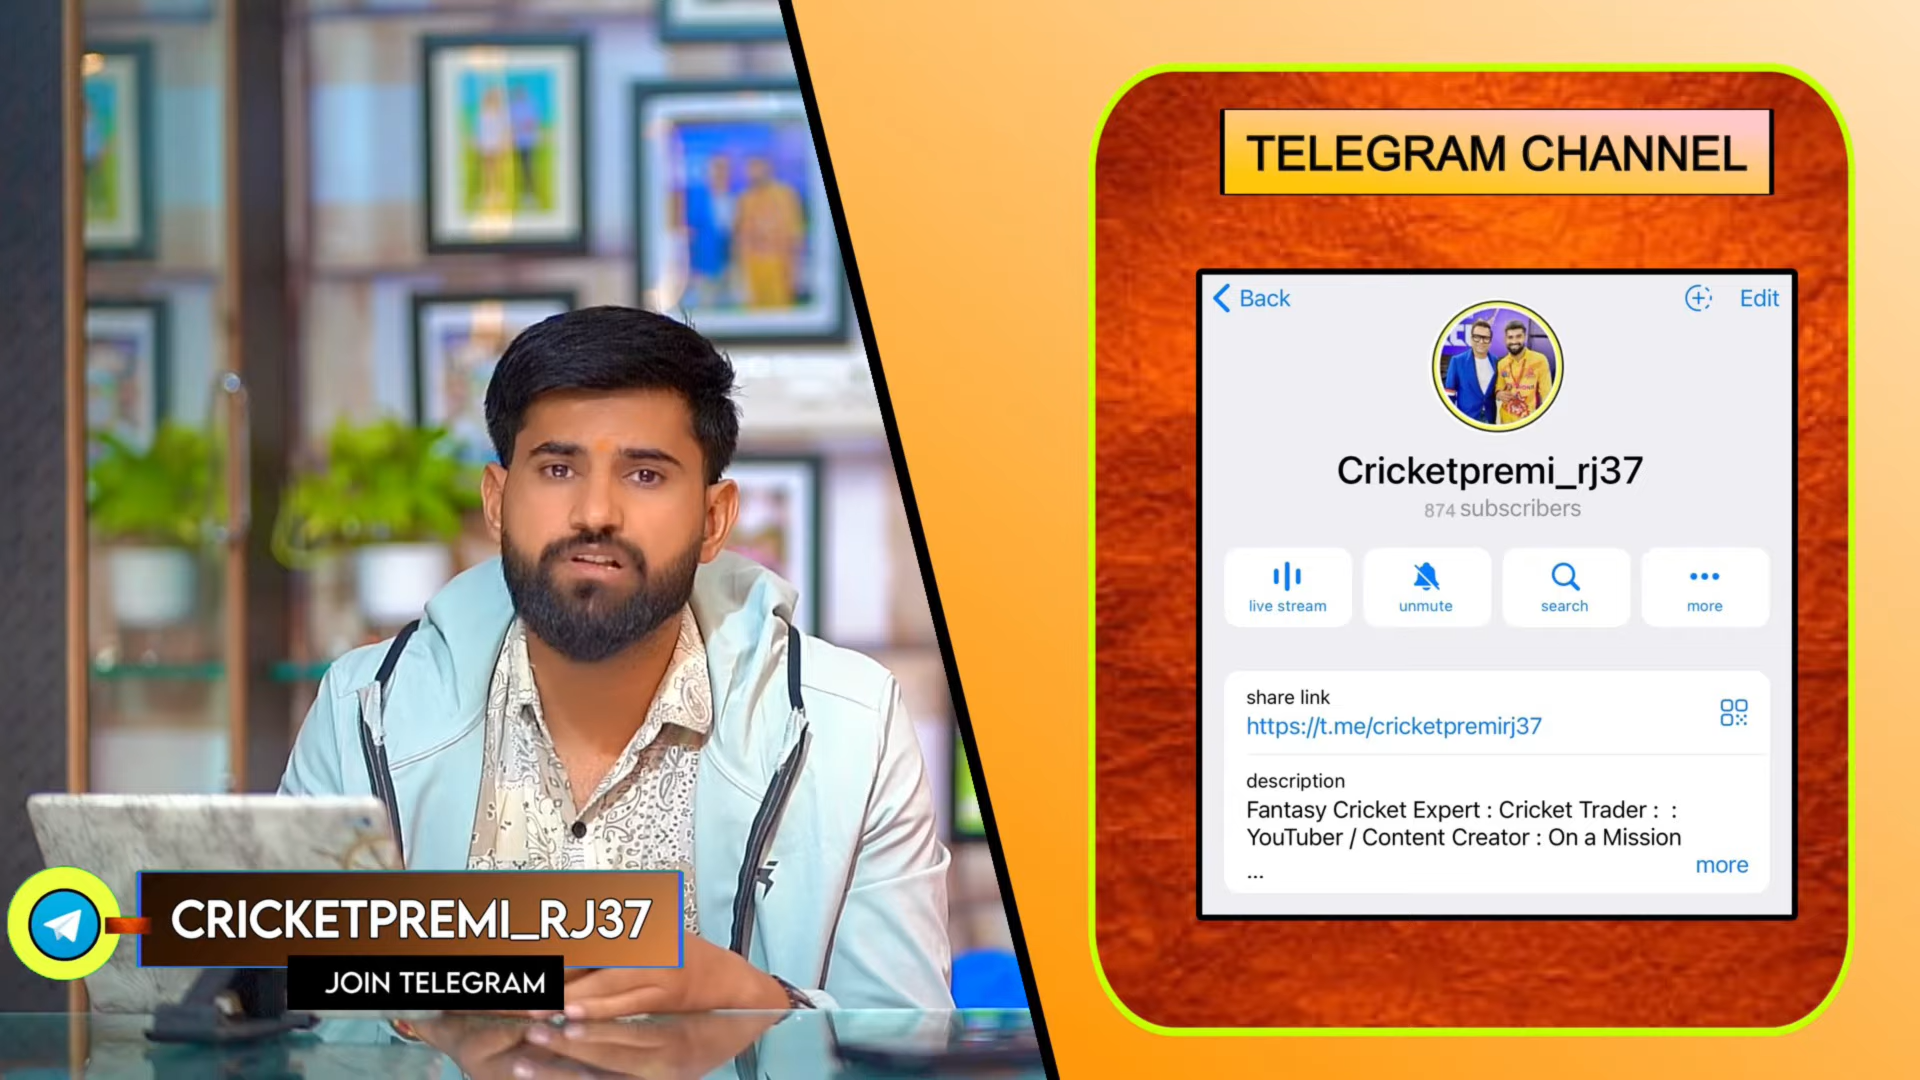 CRICKETPREMI_RJ37
JOIN TELEGRAM
TELEGRAM CHANNEL
Back
Edit
Cricketpremi_rj37
874 subscribers
live stream
unmute
search
more
share link
https://t.me/cricketpremirj37
description
Fantasy Cricket Expert : Cricket Trader :  :
YouTuber / Content Creator : On a Mission
...
more